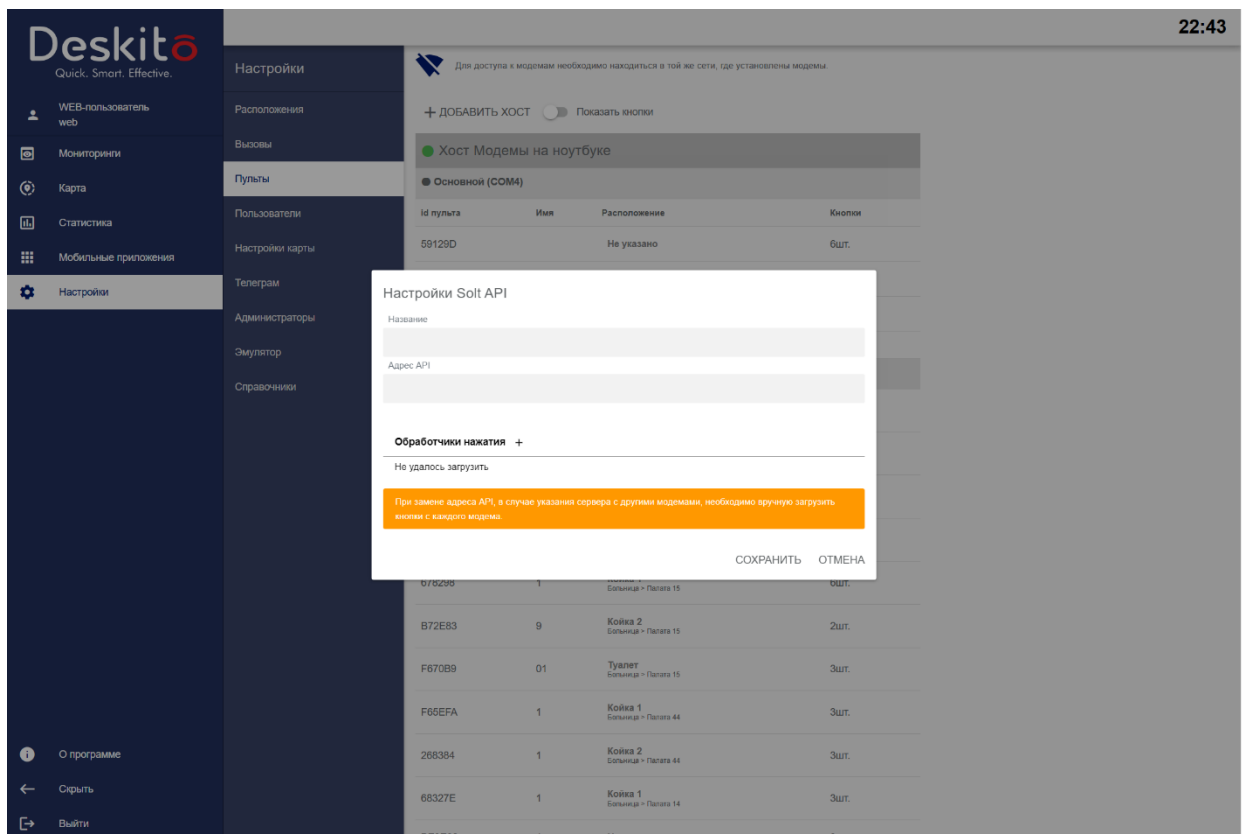 22:43
Deskitô
Quick. Smart. Effective.
WEB-пользователь
web
Мониторинги
Карта
Статистика
Мобильные приложения
Настройки
О программе
Скрыть
Выйти
Настройки
Расположения
Вызовы
Пульты
Пользователи
Настройки карты
Телеграм
Администраторы
Эмулятор
Справочники
Для доступа к модемам необходимо находиться в той же сети, где установлены модемы.
+ ДОБАВИТЬ ХОСТ Показать кнопки
Хост Модемы на ноутбуке
Основной (COM4)
Id пульта Имя Расположение Кнопки
59129D Не указано 6шт.
Настройки Solt API
Название
Адрес API
Обработчики нажатия +
Не удалось загрузить
При замене адреса API, в случае указания сервера с другими модемами, необходимо вручную загрузить
кнопки с каждого модема.
СОХРАНИТЬ ОТМЕНА
678298 1 6шт.
Больница > Палата 15
B72E83 9 Койка 2 2шт.
Больница > Палата 15
F670B9 01 Туалет 3шт.
Больница > Палата 15
F65EFA 1 Койка 1 3шт.
Больница > Палата 44
268384 1 Койка 2 3шт.
Больница > Палата 44
68327E 1 Койка 1 3шт.
Больница > Палата 14